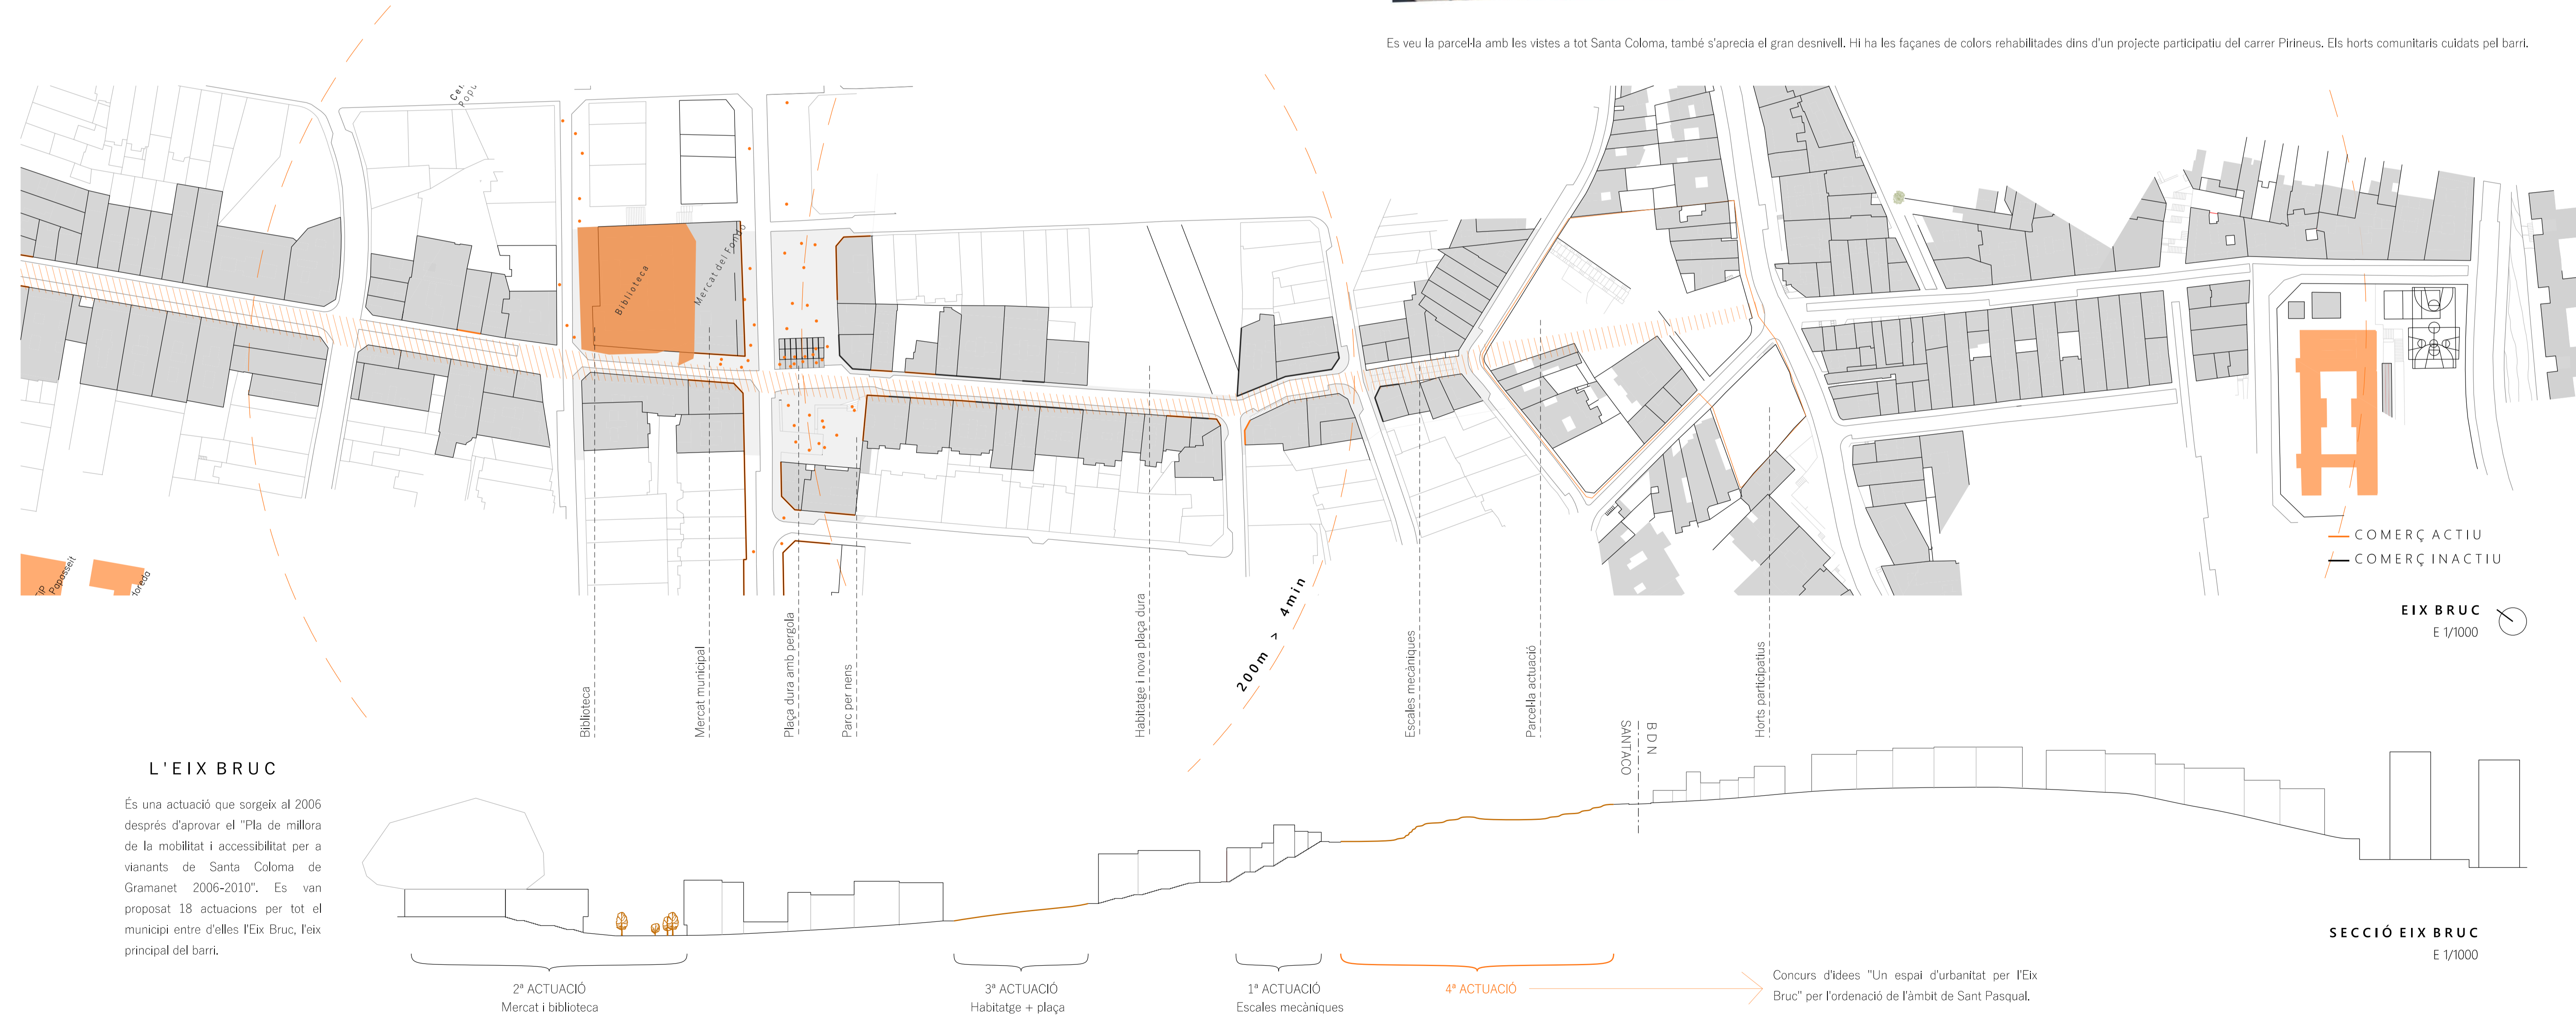 Es veu la parcel·la amb les vistes a tot Santa Coloma, també s'aprecia el gran desnivell. Hi ha les façanes de colors rehabilitades dins d'un projecte participatiu del carrer Pirineus. Els horts comunitaris cuidats pel barri.
Biblioteca
Mercat del Fondo
Papasseit
COMERÇ ACTIU
COMERÇ INACTIU
EIX BRUC
E 1/1000
200m > 4min
Biblioteca
Mercat municipal
Plaça dura amb pergola
Parc per nens
Habitatge i nova plaça dura
Escales mecàniques
Parcel·la actuació
Horts participatius
SANTACO
BDN
L'EIX BRUC
És una actuació que sorgeix al 2006
després d'aprovar el "Pla de millora
de la mobilitat i accessibilitat per a
vianants de Santa Coloma de
Gramanet 2006-2010". Es van
proposat 18 actuacions per tot el
municipi entre d'elles l'Eix Bruc, l'eix
principal del barri.
SECCIÓ EIX BRUC
E 1/1000
2ª ACTUACIÓ
Mercat i biblioteca
3ª ACTUACIÓ
Habitatge + plaça
1ª ACTUACIÓ
Escales mecàniques
4ª ACTUACIÓ
Concurs d'idees "Un espai d'urbanitat per l'Eix
Bruc" per l'ordenació de l'àmbit de Sant Pasqual.